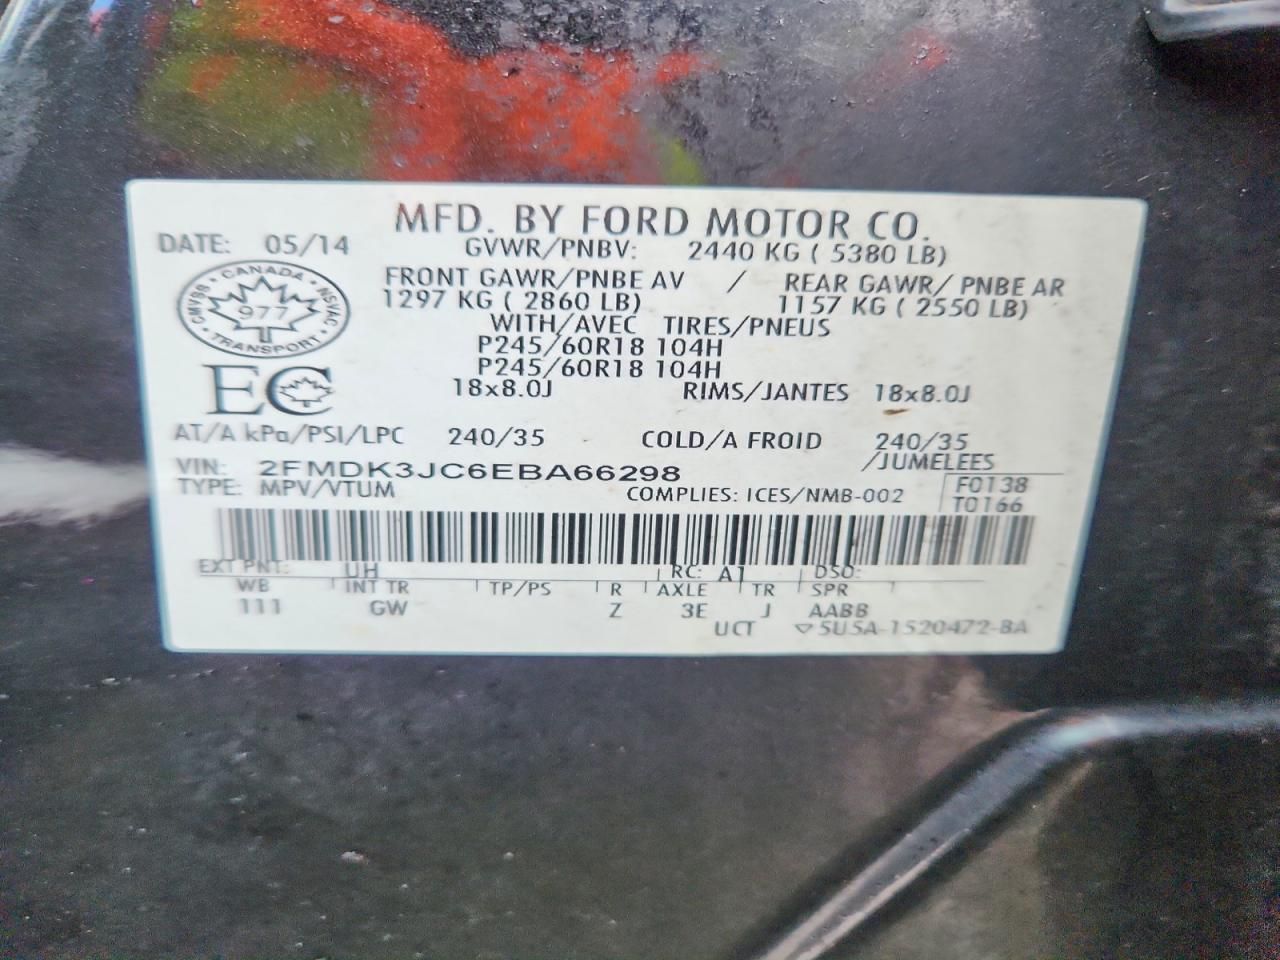 MFD. BY FORD MOTOR CO.
DATE: 05/14
GVWR/PNBV: 2440 KG ( 5380 LB)
FRONT GAWR/PNBE AV / REAR GAWR/ PNBE AR
1297 KG ( 2860 LB) 1157 KG ( 2550 LB)
WITH/AVEC TIRES/PNEUS
P245/60R18 104H
P245/60R18 104H
18x8.0J RIMS/JANTES 18x8.0J
CANADA
CMVSS NSVAC
977
TRANSPORT
EC
AT/A kPa/PSI/LPC 240/35 COLD/A FROID 240/35
/JUMELEES
VIN: 2FMDK3JC6EBA66298
TYPE: MPV/VTUM COMPLIES: ICES/NMB-002
F0138
T0166
EXT PNT: UH RC: A1 DSO:
WB INT TR TP/PS R AXLE TR SPR
111 GW Z 3E J AABB
UCT ▽5U5A-1520472-BA